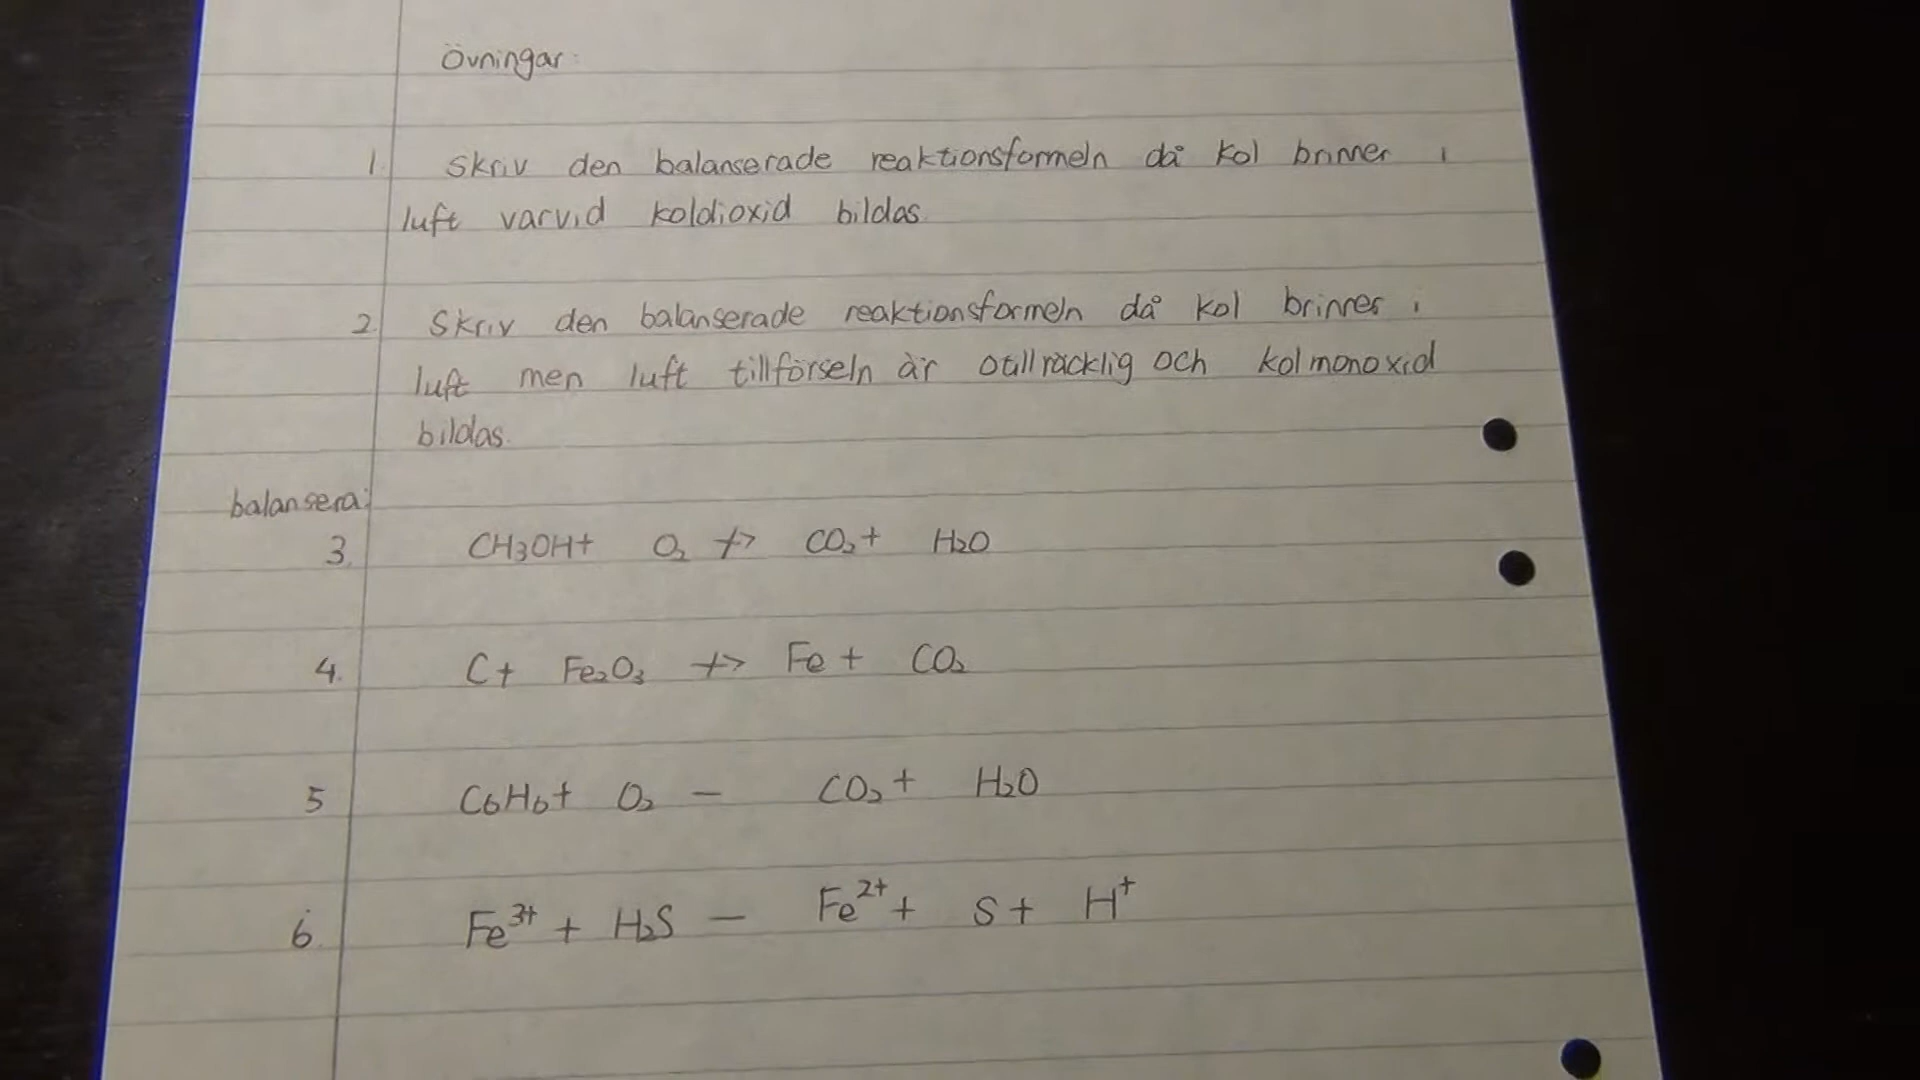 Övningar:
1. Skriv den balanserade reaktionsformeln då kol brinner i
luft varvid koldioxid bildas.
2. Skriv den balanserade reaktionsformeln då kol brinner i
luft men luft tillförseln är otillräcklig och kolmonoxid
bildas.
balansera:
3. CH3OH + O₂ → CO₂ + H₂O
4. C + Fe₂O₃ → Fe + CO₂
5 C6H6 + O₂ — CO₂ + H₂O
6. Fe³⁺ + H₂S — Fe²⁺ + S + H⁺